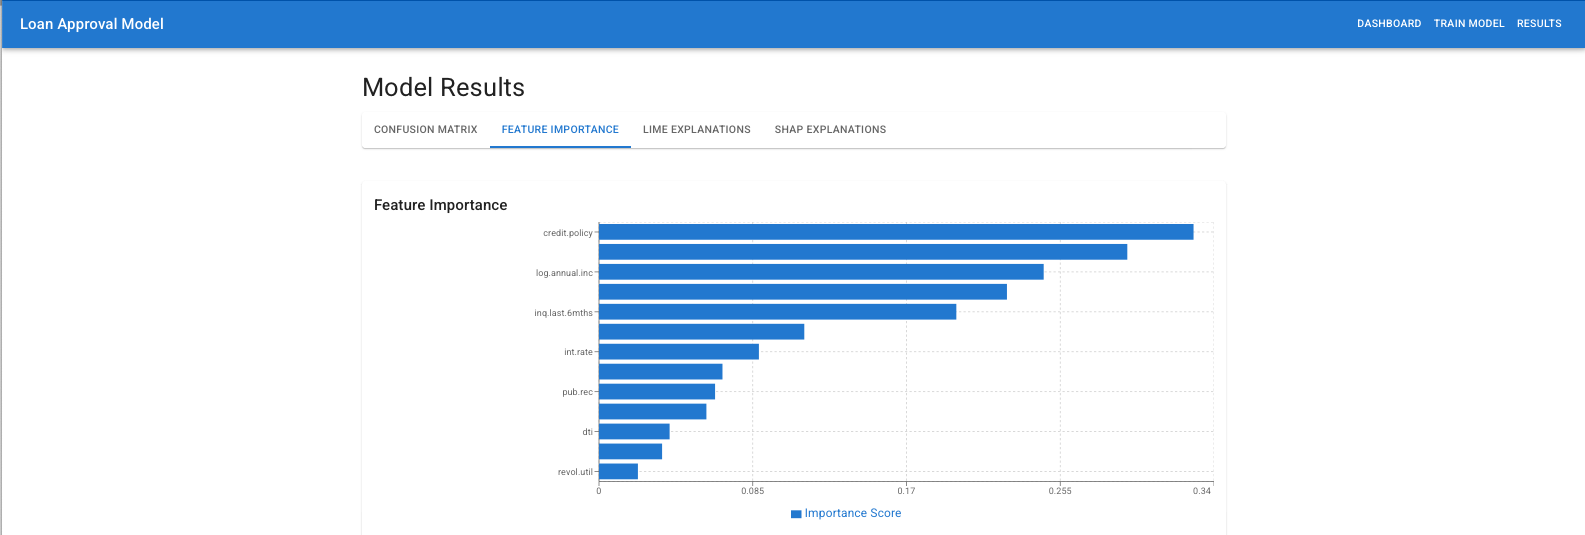 Loan Approval Model
DASHBOARD TRAIN MODEL RESULTS
Model Results
CONFUSION MATRIX FEATURE IMPORTANCE LIME EXPLANATIONS SHAP EXPLANATIONS
Feature Importance
credit.policy
log.annual.inc
inq.last.6mths
int.rate
pub.rec
dti
revol.util
0 0.085 0.17 0.255 0.34
Importance Score